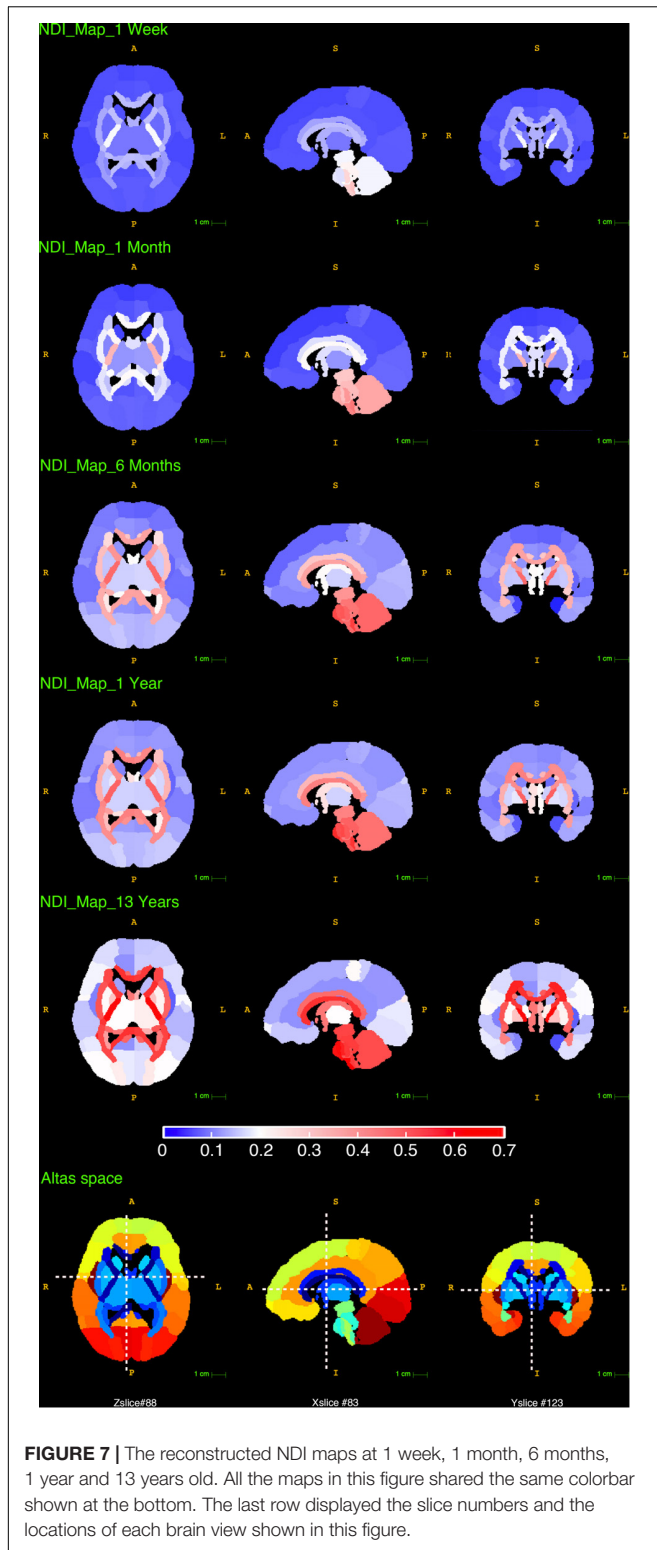 NDI_Map_1 Week
A S S
R L A P R L
P I I
1 cm 1 cm 1 cm
NDI_Map_1 Month
A S S
R L A P R L
P I I
1 cm 1 cm 1 cm
NDI_Map_6 Months
A S S
R L A P R L
P I I
1 cm 1 cm 1 cm
NDI_Map_1 Year
A S S
R L A P R L
P I I
1 cm 1 cm 1 cm
NDI_Map_13 Years
A S S
R L A P R L
P I I
1 cm 1 cm 1 cm
0 0.1 0.2 0.3 0.4 0.5 0.6 0.7
Altas space
A S S
R L A P R L
P I I
1 cm 1 cm 1 cm
Zslice#88 Xslice #83 Yslice #123
FIGURE 7 | The reconstructed NDI maps at 1 week, 1 month, 6 months,
1 year and 13 years old. All the maps in this figure shared the same colorbar
shown at the bottom. The last row displayed the slice numbers and the
locations of each brain view shown in this figure.